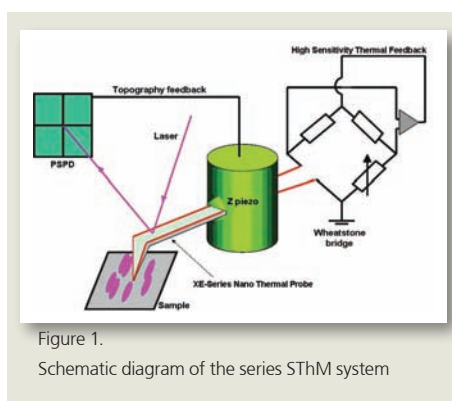 High Sensitivity Thermal Feedback
Topography feedback
Laser
PSPD
Z piezo
Wheatstone
bridge
XE-Series Nano Thermal Probe
Sample
Figure 1.
Schematic diagram of the series SThM system